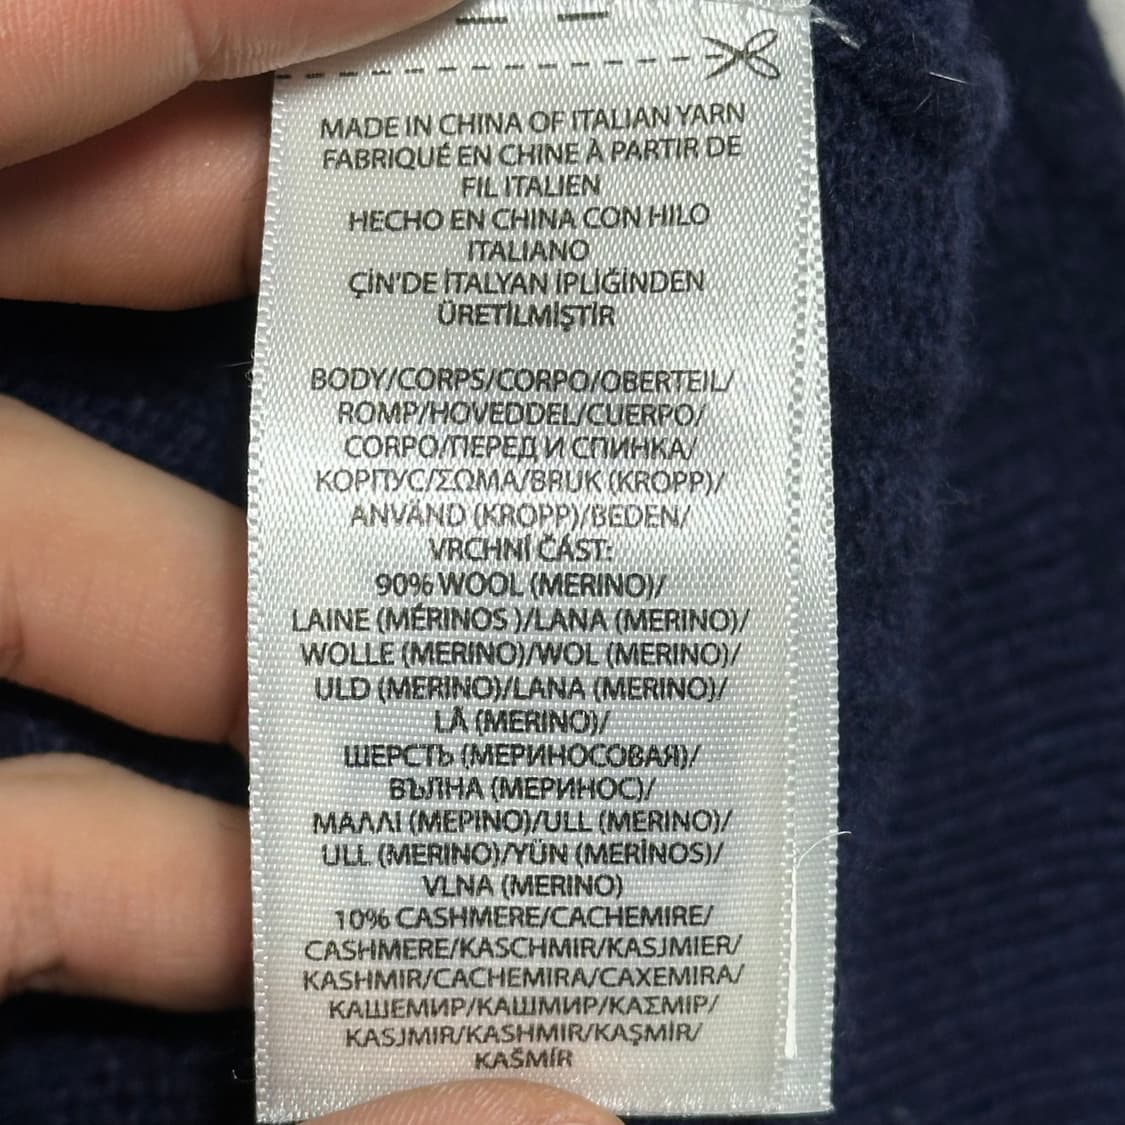 MADE IN CHINA OF ITALIAN YARN
FABRIQUÉ EN CHINE À PARTIR DE
FIL ITALIEN
HECHO EN CHINA CON HILO
ITALIANO
ÇİN'DE İTALYAN İPLİĞİNDEN
ÜRETİLMİŞTİR
BODY/CORPS/CORPO/OBERTEIL/
ROMP/HOVEDDEL/CUERPO/
CORPO/ПЕРЕД И СПИНКА/
КОРПУС/ΣΩΜΑ/BRUK (KROPP)/
ANVÄND (KROPP)/BEDEN/
VRCHNÍ ČÁST:
90% WOOL (MERINO)/
LAINE (MÉRINOS )/LANA (MERINO)/
WOLLE (MERINO)/WOL (MERINO)/
ULD (MERINO)/LANA (MERINO)/
LÃ (MERINO)/
ШЕРСТЬ (МЕРИНОСОВАЯ)/
ВЪЛНА (МЕРИНОС)/
ΜΑΛΛΙ (ΜΕΡΙΝΟ)/ULL (MERINO)/
ULL (MERINO)/YÜN (MERİNOS)/
VLNA (MERINO)
10% CASHMERE/CACHEMIRE/
CASHMERE/KASCHMIR/KASJMIER/
KASHMIR/CACHEMIRA/CAXEMIRA/
КАШЕМИР/КАШМИР/ΚΑΣΜΙΡ/
KASJMIR/KASHMIR/KAŞMİR/
KAŠMÍR